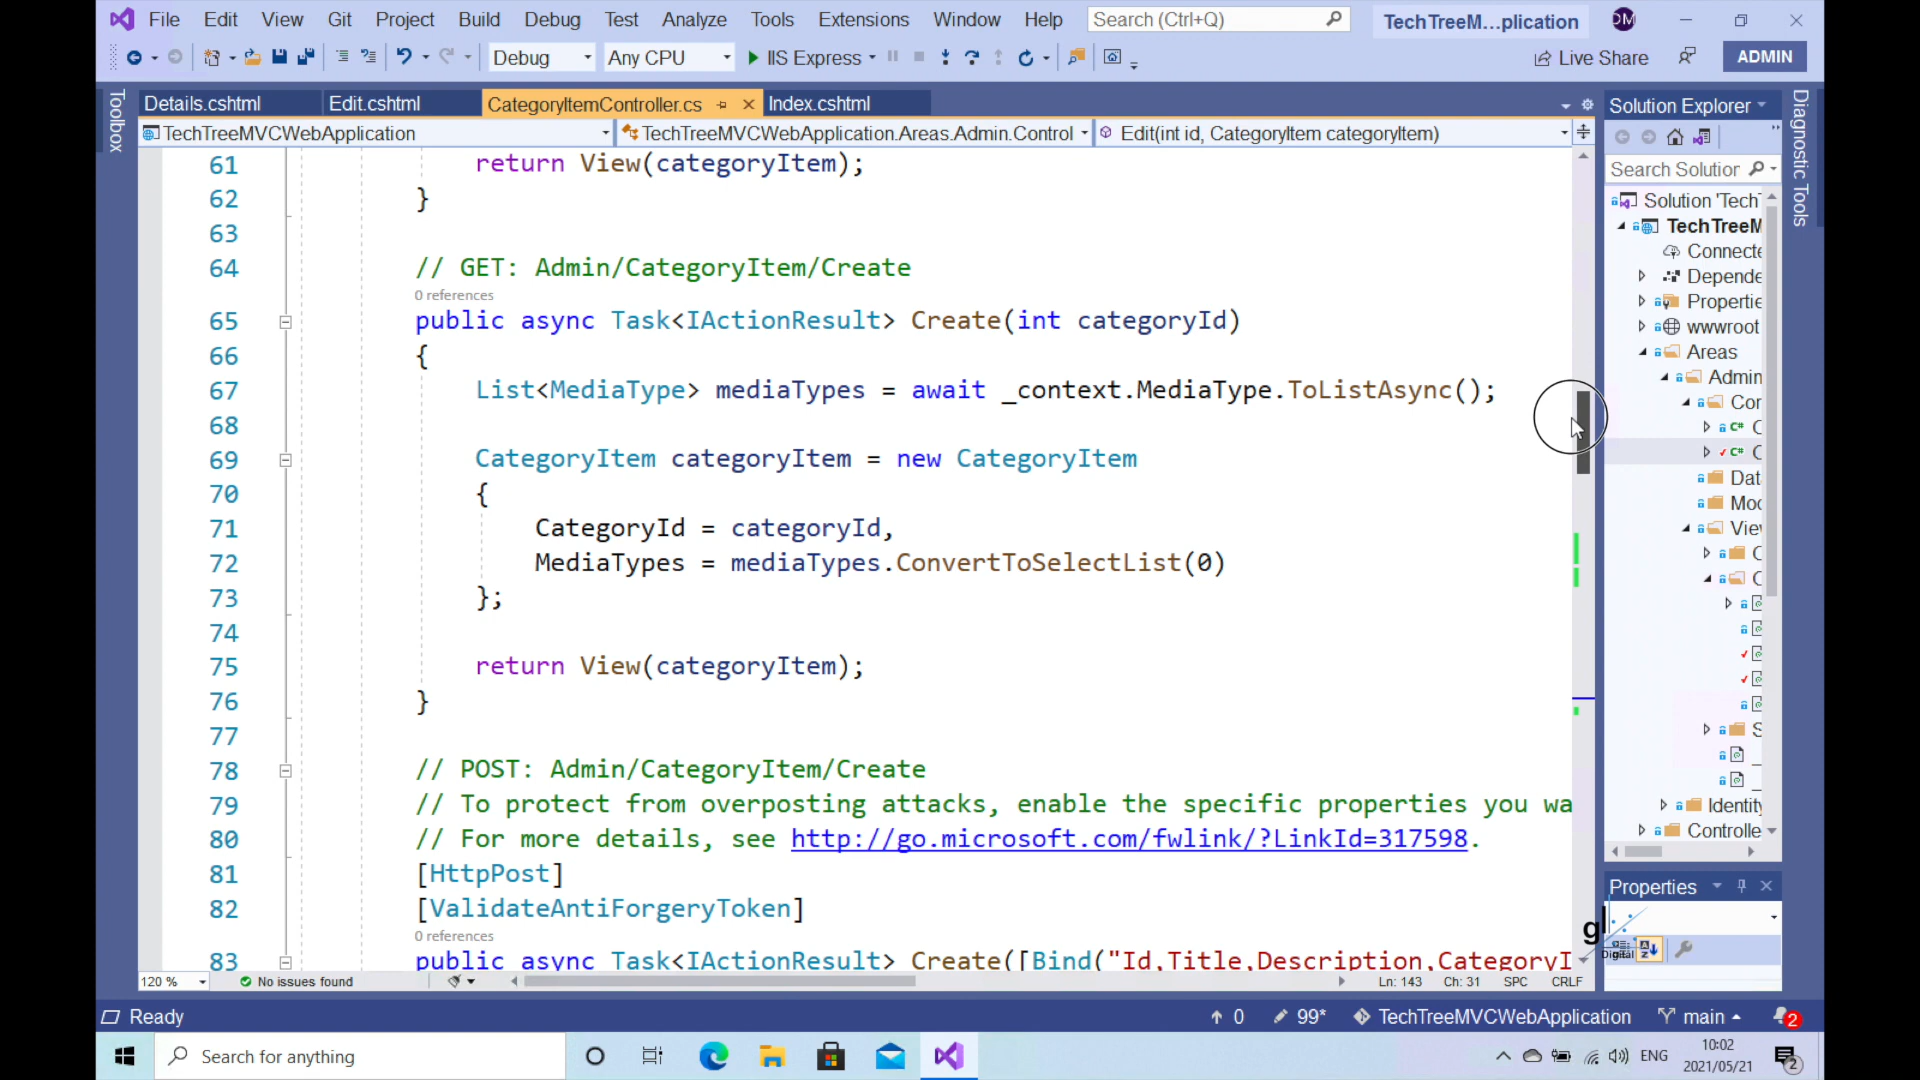 File Edit View Git Project Build Debug Test Analyze Tools Extensions Window Help Search (Ctrl+Q) TechTreeM...plication DM
Debug Any CPU IIS Express Live Share ADMIN
Toolbox
Details.cshtml Edit.cshtml CategoryItemController.cs Index.cshtml
TechTreeMVCWebApplication TechTreeMVCWebApplication.Areas.Admin.Control Edit(int id, CategoryItem categoryItem)
61 return View(categoryItem);
62 }
63
64 // GET: Admin/CategoryItem/Create
0 references
65 public async Task<IActionResult> Create(int categoryId)
66 {
67 List<MediaType> mediaTypes = await _context.MediaType.ToListAsync();
68
69 CategoryItem categoryItem = new CategoryItem
70 {
71 CategoryId = categoryId,
72 MediaTypes = mediaTypes.ConvertToSelectList(0)
73 };
74
75 return View(categoryItem);
76 }
77
78 // POST: Admin/CategoryItem/Create
79 // To protect from overposting attacks, enable the specific properties you wa
80 // For more details, see http://go.microsoft.com/fwlink/?LinkId=317598.
81 [HttpPost]
82 [ValidateAntiForgeryToken]
0 references
83 public async Task<IActionResult> Create([Bind("Id,Title,Description,CategoryI
120 % No issues found Ln: 143 Ch: 31 SPC CRLF
Solution Explorer
Search Solution
Solution 'Tech
TechTreeM
Connecte
Depende
Propertie
wwwroot
Areas
Admin
Cor
C# C
C# C
Dat
Moc
Viev
C
C
S
Identity
Controlle
Properties
gl
Digital
Diagnostic Tools
Ready 0 99* TechTreeMVCWebApplication main 2
Search for anything ENG 10:02
2021/05/21 2